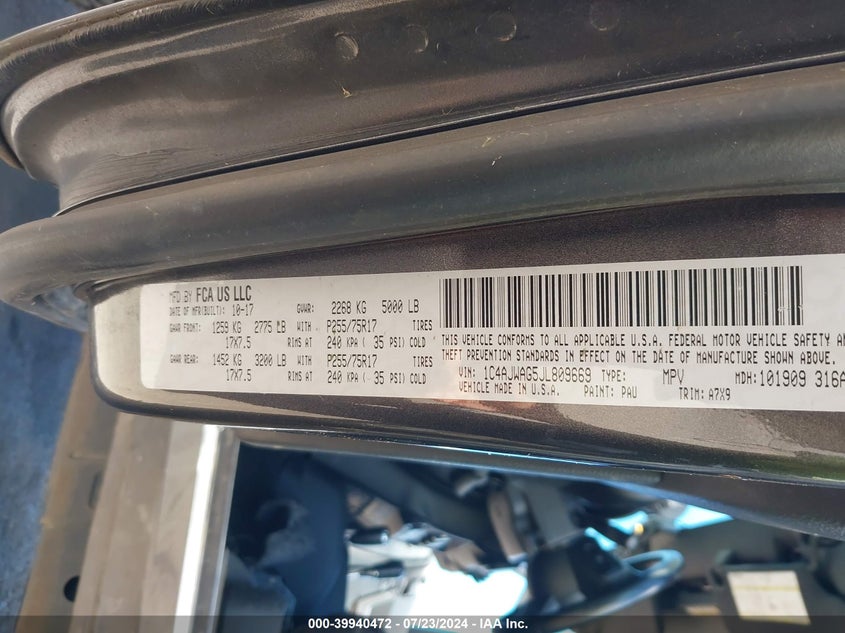 MFD BY FCA US LLC
DATE OF MFR(BUILT): 10-17 GVWR: 2268 KG 5000 LB
GAWR FRONT: 1259 KG 2775 LB WITH P255/75R17 TIRES
17X7.5 RIMS AT 240 KPA ( 35 PSI) COLD
GAWR REAR: 1452 KG 3200 LB WITH P255/75R17 TIRES
17X7.5 RIMS AT 240 KPA ( 35 PSI) COLD
THIS VEHICLE CONFORMS TO ALL APPLICABLE U.S.A. FEDERAL MOTOR VEHICLE SAFETY AN
THEFT PREVENTION STANDARDS IN EFFECT ON THE DATE OF MANUFACTURE SHOWN ABOVE.
VIN: 1C4AJWAG5JL809669 TYPE: MPV MDH: 101909 316A
VEHICLE MADE IN U.S.A. PAINT: PAU TRIM: A7X9
000-39940472 - 07/23/2024 - IAA Inc.